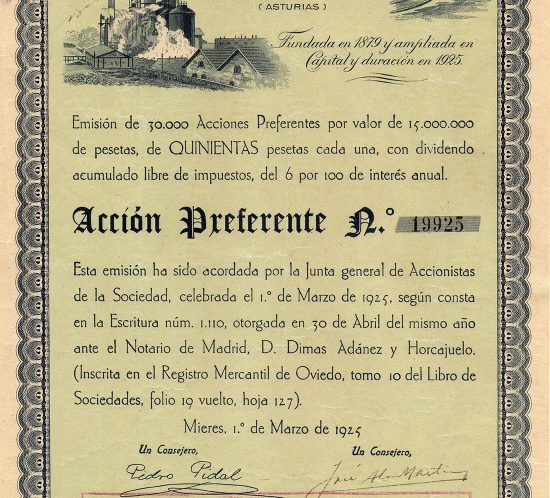 (ASTURIAS)
Fundada en 1879 y ampliada en
Capital y duración en 1925.
Emisión de 30.000 Acciones Preferentes por valor de 15.000.000
de pesetas, de QUINIENTAS pesetas cada una, con dividendo
acumulado libre de impuestos, del 6 por 100 de interés anual.
Acción Preferente N.º 19925
Esta emisión ha sido acordada por la Junta general de Accionistas
de la Sociedad, celebrada el 1.º de Marzo de 1925, según consta
en la Escritura núm. 1.110, otorgada en 30 de Abril del mismo año
ante el Notario de Madrid, D. Dimas Adánez y Horcajuelo.
(Inscrita en el Registro Mercantil de Oviedo, tomo 10 del Libro de
Sociedades, folio 19 vuelto, hoja 127).
Mieres, 1.º de Marzo de 1925
Un Consejero, Un Consejero,
Pedro Pidal José